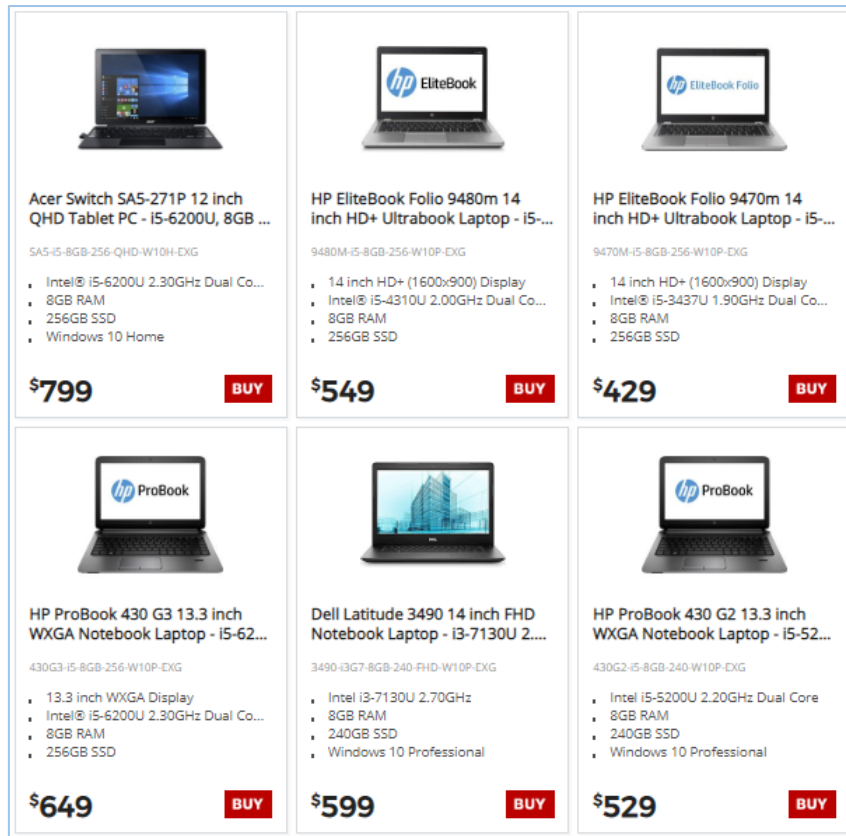 hp EliteBook
hp EliteBook Folio
Acer Switch SA5-271P 12 inch
QHD Tablet PC - i5-6200U, 8GB ...
SA5-i5-8GB-256-QHD-W10H-EXG
Intel® i5-6200U 2.30GHz Dual Co...
8GB RAM
256GB SSD
Windows 10 Home
$799
BUY
HP EliteBook Folio 9480m 14
inch HD+ Ultrabook Laptop - i5-...
9480M-i5-8GB-256-W10P-EXG
14 inch HD+ (1600x900) Display
Intel® i5-4310U 2.00GHz Dual Co...
8GB RAM
256GB SSD
$549
BUY
HP EliteBook Folio 9470m 14
inch HD+ Ultrabook Laptop - i5-...
9470M-i5-8GB-256-W10P-EXG
14 inch HD+ (1600x900) Display
Intel® i5-3437U 1.90GHz Dual Co...
8GB RAM
256GB SSD
$429
BUY
hp ProBook
HP ProBook 430 G3 13.3 inch
WXGA Notebook Laptop - i5-62...
430G3-i5-8GB-256-W10P-EXG
13.3 inch WXGA Display
Intel® i5-6200U 2.30GHz Dual Co...
8GB RAM
256GB SSD
$649
BUY
DELL
Dell Latitude 3490 14 inch FHD
Notebook Laptop - i3-7130U 2....
3490-i3G7-8GB-240-FHD-W10P-EXG
Intel i3-7130U 2.70GHz
8GB RAM
240GB SSD
Windows 10 Professional
$599
BUY
hp ProBook
HP ProBook 430 G2 13.3 inch
WXGA Notebook Laptop - i5-52...
430G2-i5-8GB-240-W10P-EXG
Intel i5-5200U 2.20GHz Dual Core
8GB RAM
240GB SSD
Windows 10 Professional
$529
BUY